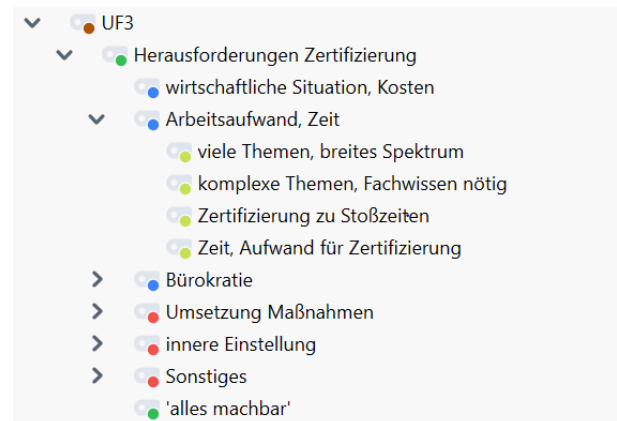 UF3
Herausforderungen Zertifizierung
wirtschaftliche Situation, Kosten
Arbeitsaufwand, Zeit
viele Themen, breites Spektrum
komplexe Themen, Fachwissen nötig
Zertifizierung zu Stoßzeiten
Zeit, Aufwand für Zertifizierung
Bürokratie
Umsetzung Maßnahmen
innere Einstellung
Sonstiges
'alles machbar'